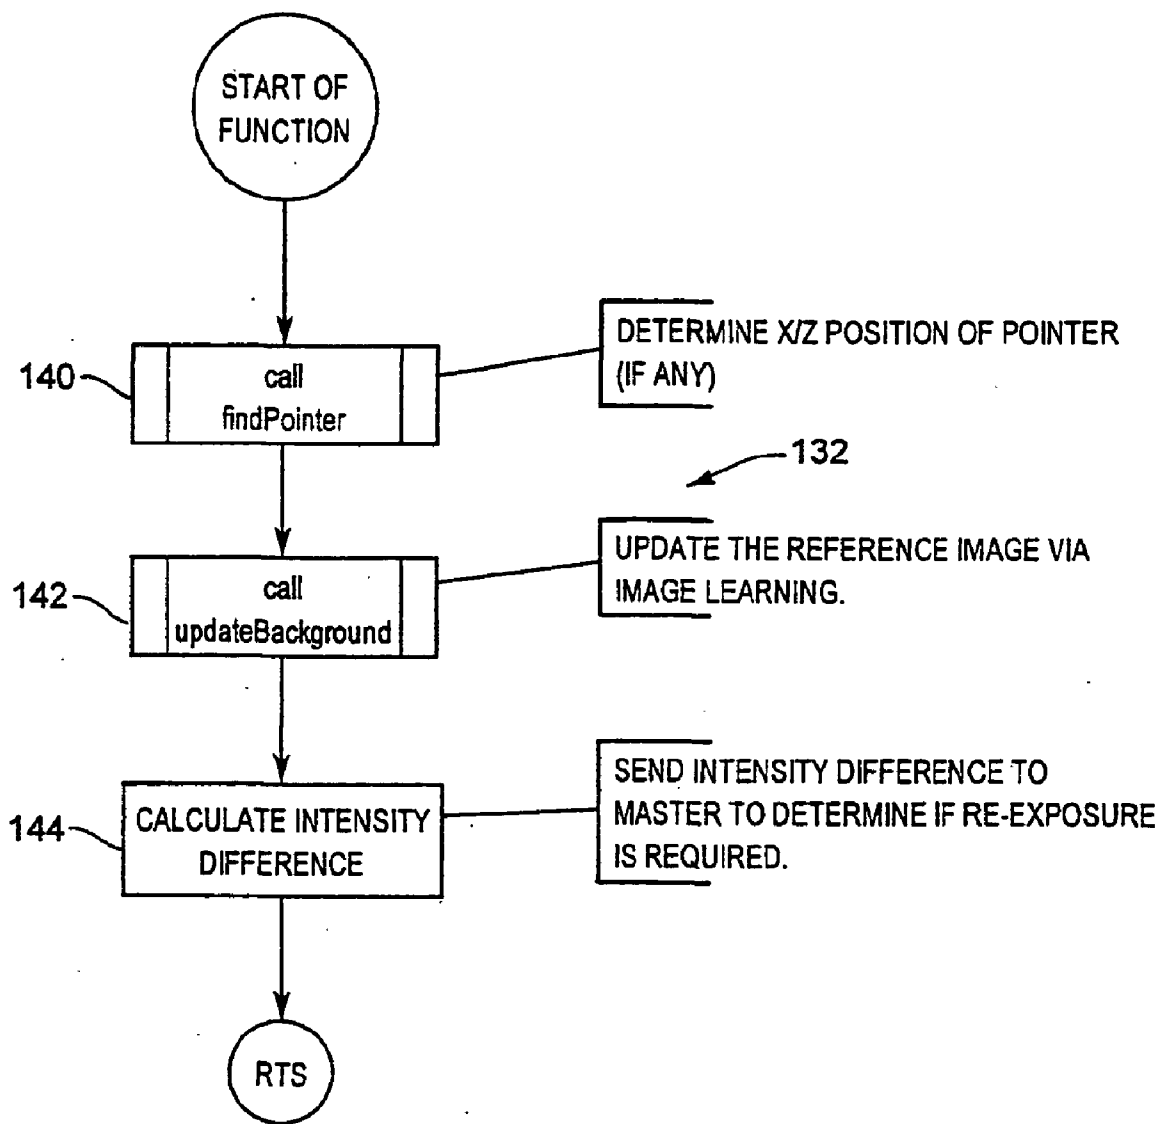 START OF
FUNCTION
140
call
findPointer
DETERMINE X/Z POSITION OF POINTER
(IF ANY)
132
142
call
updateBackground
UPDATE THE REFERENCE IMAGE VIA
IMAGE LEARNING.
144
CALCULATE INTENSITY
DIFFERENCE
SEND INTENSITY DIFFERENCE TO
MASTER TO DETERMINE IF RE-EXPOSURE
IS REQUIRED.
RTS